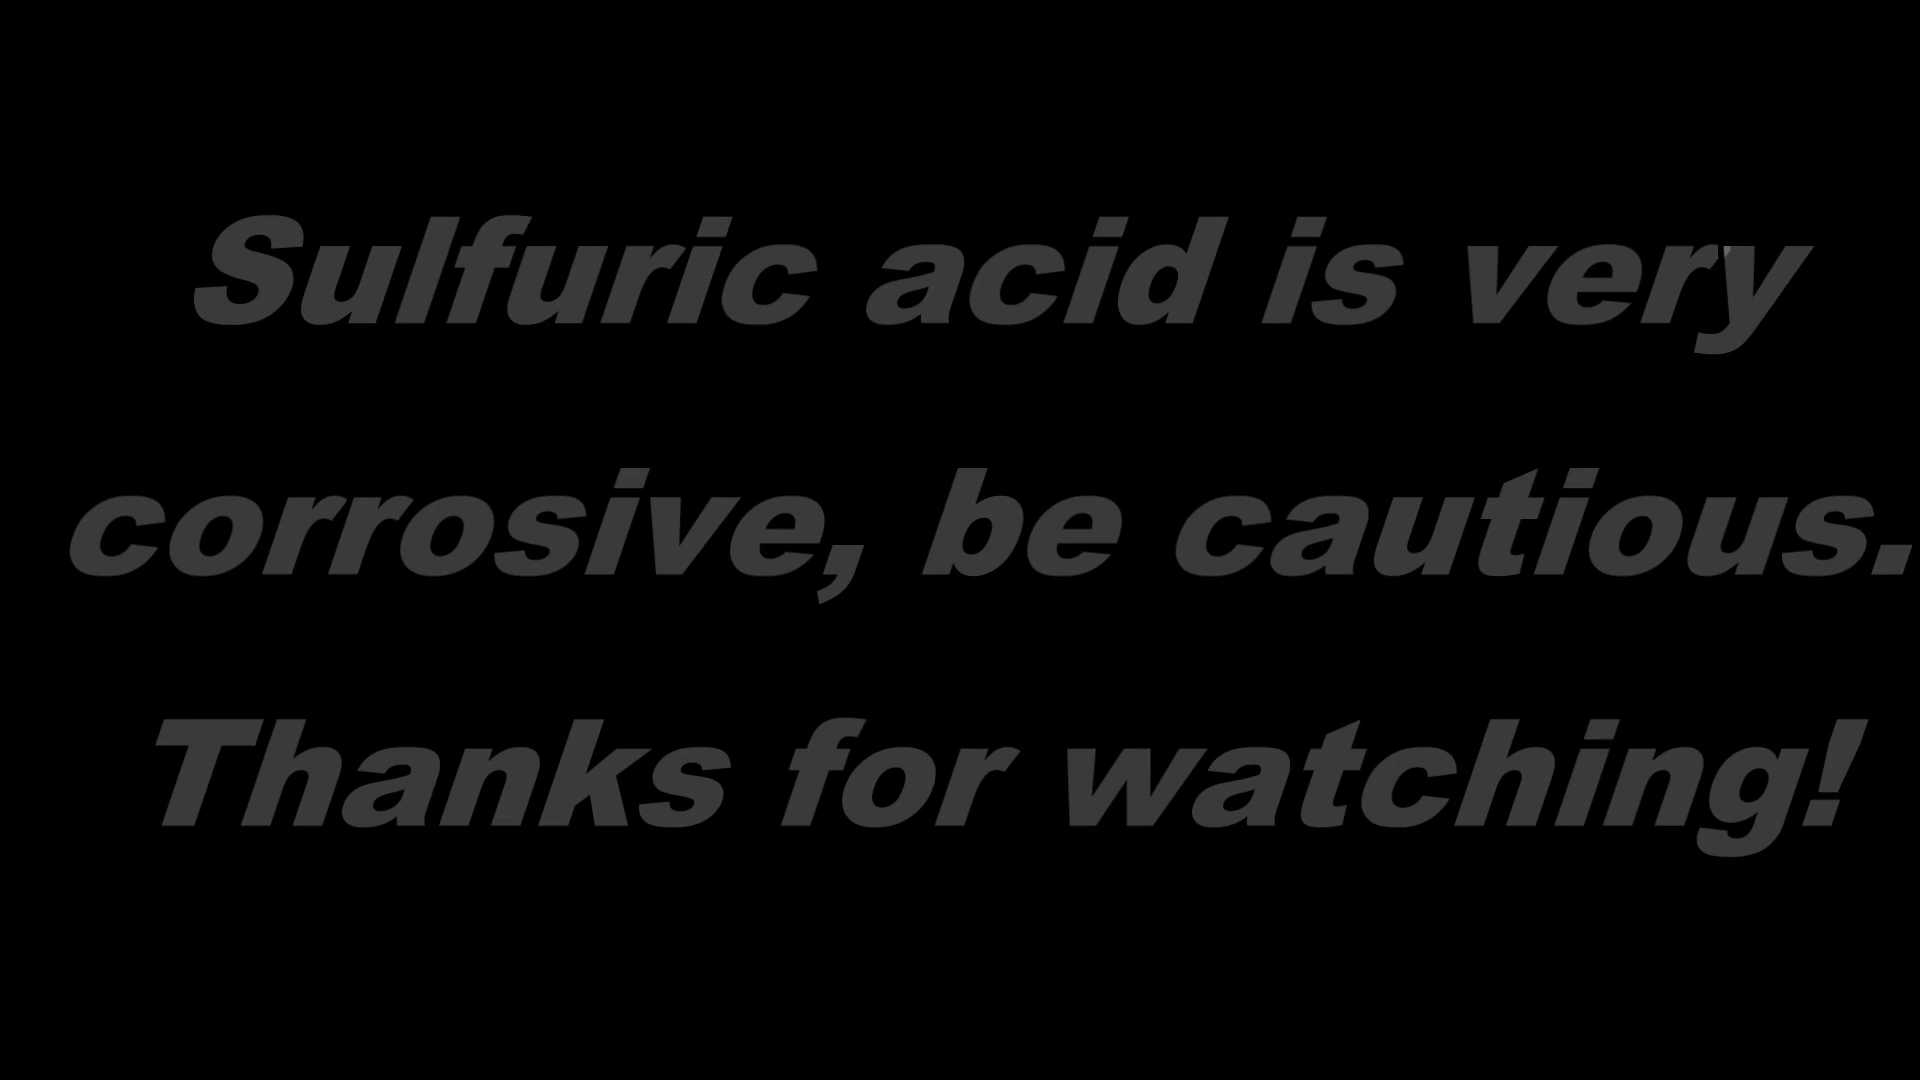 Sulfuric acid is very
corrosive, be cautious.
Thanks for watching!